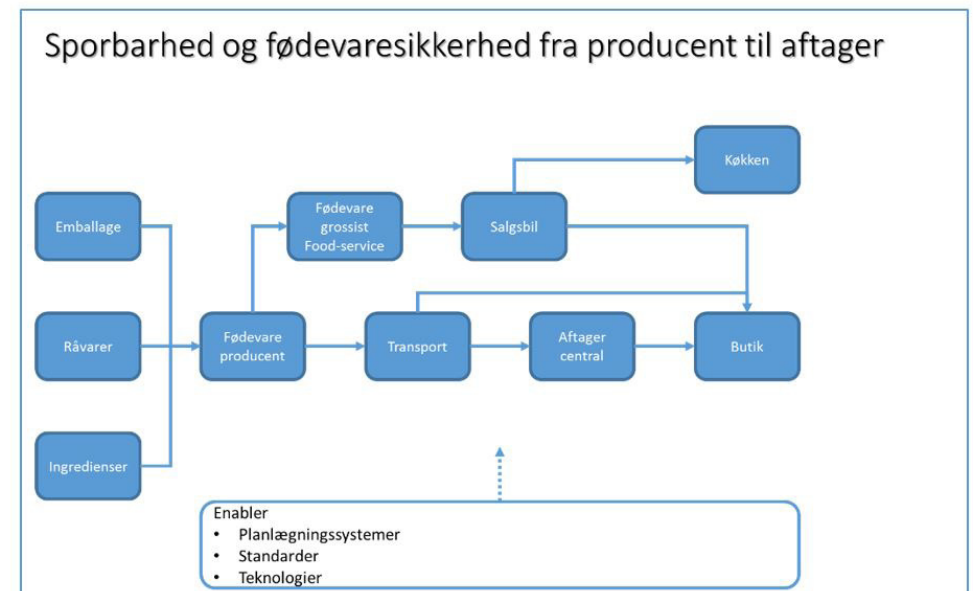 Sporbarhed og fødevaresikkerhed fra producent til aftager
Køkken
Emballage
Fødevare
grossist
Food-service
Salgsbil
Råvarer
Fødevare
producent
Transport
Aftager
central
Butik
Ingredienser
Enabler
• Planlægningssystemer
• Standarder
• Teknologier